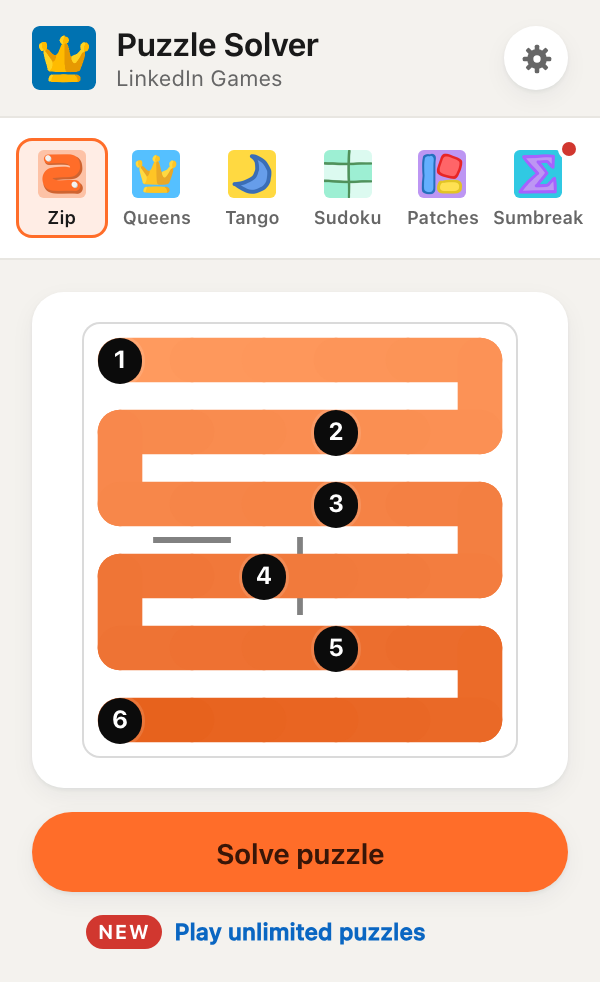 Puzzle Solver
LinkedIn Games
Zip
Queens
Tango
Sudoku
Patches
Sumbreak
1
2
3
4
5
6
Solve puzzle
NEW
Play unlimited puzzles